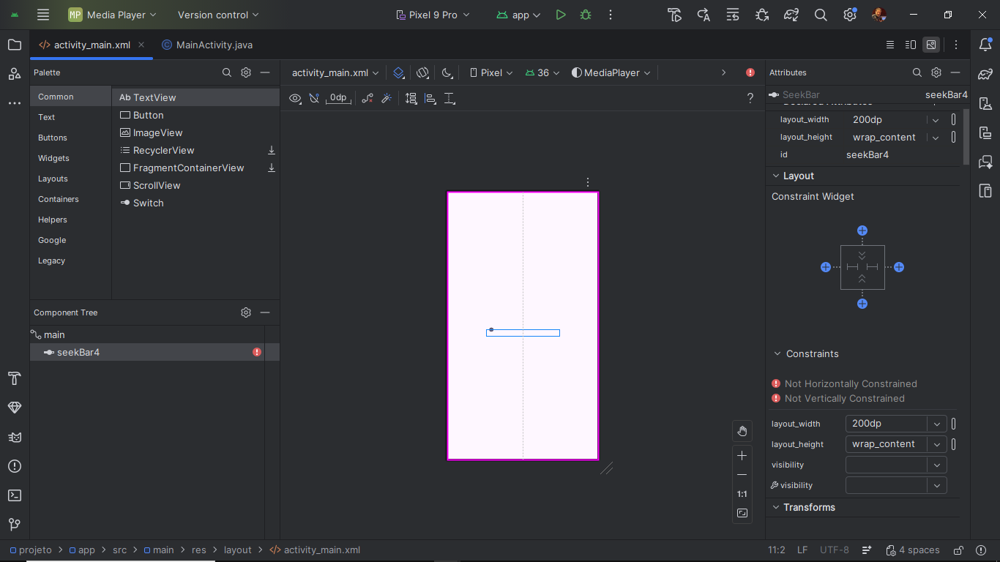 MP Media Player Version control Pixel 9 Pro app
activity_main.xml MainActivity.java
Palette
Common
Text
Buttons
Widgets
Layouts
Containers
Helpers
Google
Legacy
Ab TextView
Button
ImageView
RecyclerView
FragmentContainerView
ScrollView
Switch
Component Tree
main
seekBar4
activity_main.xml Pixel 36 MediaPlayer
0dp ?
1:1
Attributes
SeekBar seekBar4
Declared Attributes
layout_width 200dp
layout_height wrap_content
id seekBar4
Layout
Constraint Widget
Constraints
Not Horizontally Constrained
Not Vertically Constrained
layout_width 200dp
layout_height wrap_content
visibility
visibility
Transforms
projeto > app > src > main > res > layout > activity_main.xml 11:2 LF UTF-8 4 spaces